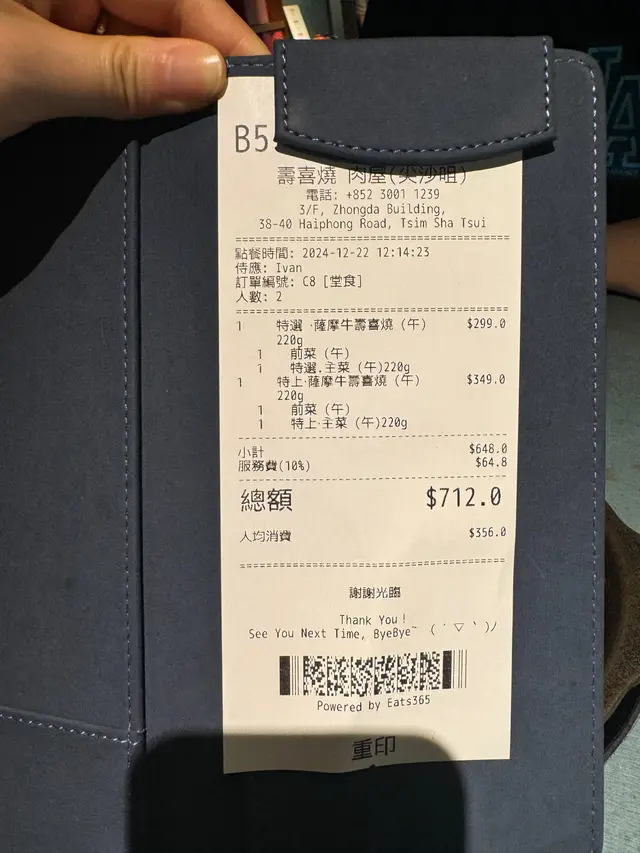 B5
壽喜燒 肉屋(尖沙咀)
電話: +852 3001 1239
3/F, Zhongda Building,
38-40 Haiphong Road, Tsim Sha Tsui
點餐時間: 2024-12-22 12:14:23
侍應: Ivan
訂單編號: C8 [堂食]
人數: 2
1 特選·薩摩牛壽喜燒 (午) 220g $299.0
1 前菜 (午)
1 特選.主菜 (午)220g
1 特上·薩摩牛壽喜燒 (午) 220g $349.0
1 前菜 (午)
1 特上·主菜 (午)220g
小計 $648.0
服務費(10%) $64.8
總額 $712.0
人均消費 $356.0
謝謝光臨
Thank You!
See You Next Time, ByeBye~ (ˊ▽ˋ)ﾉ
Powered by Eats365
重印